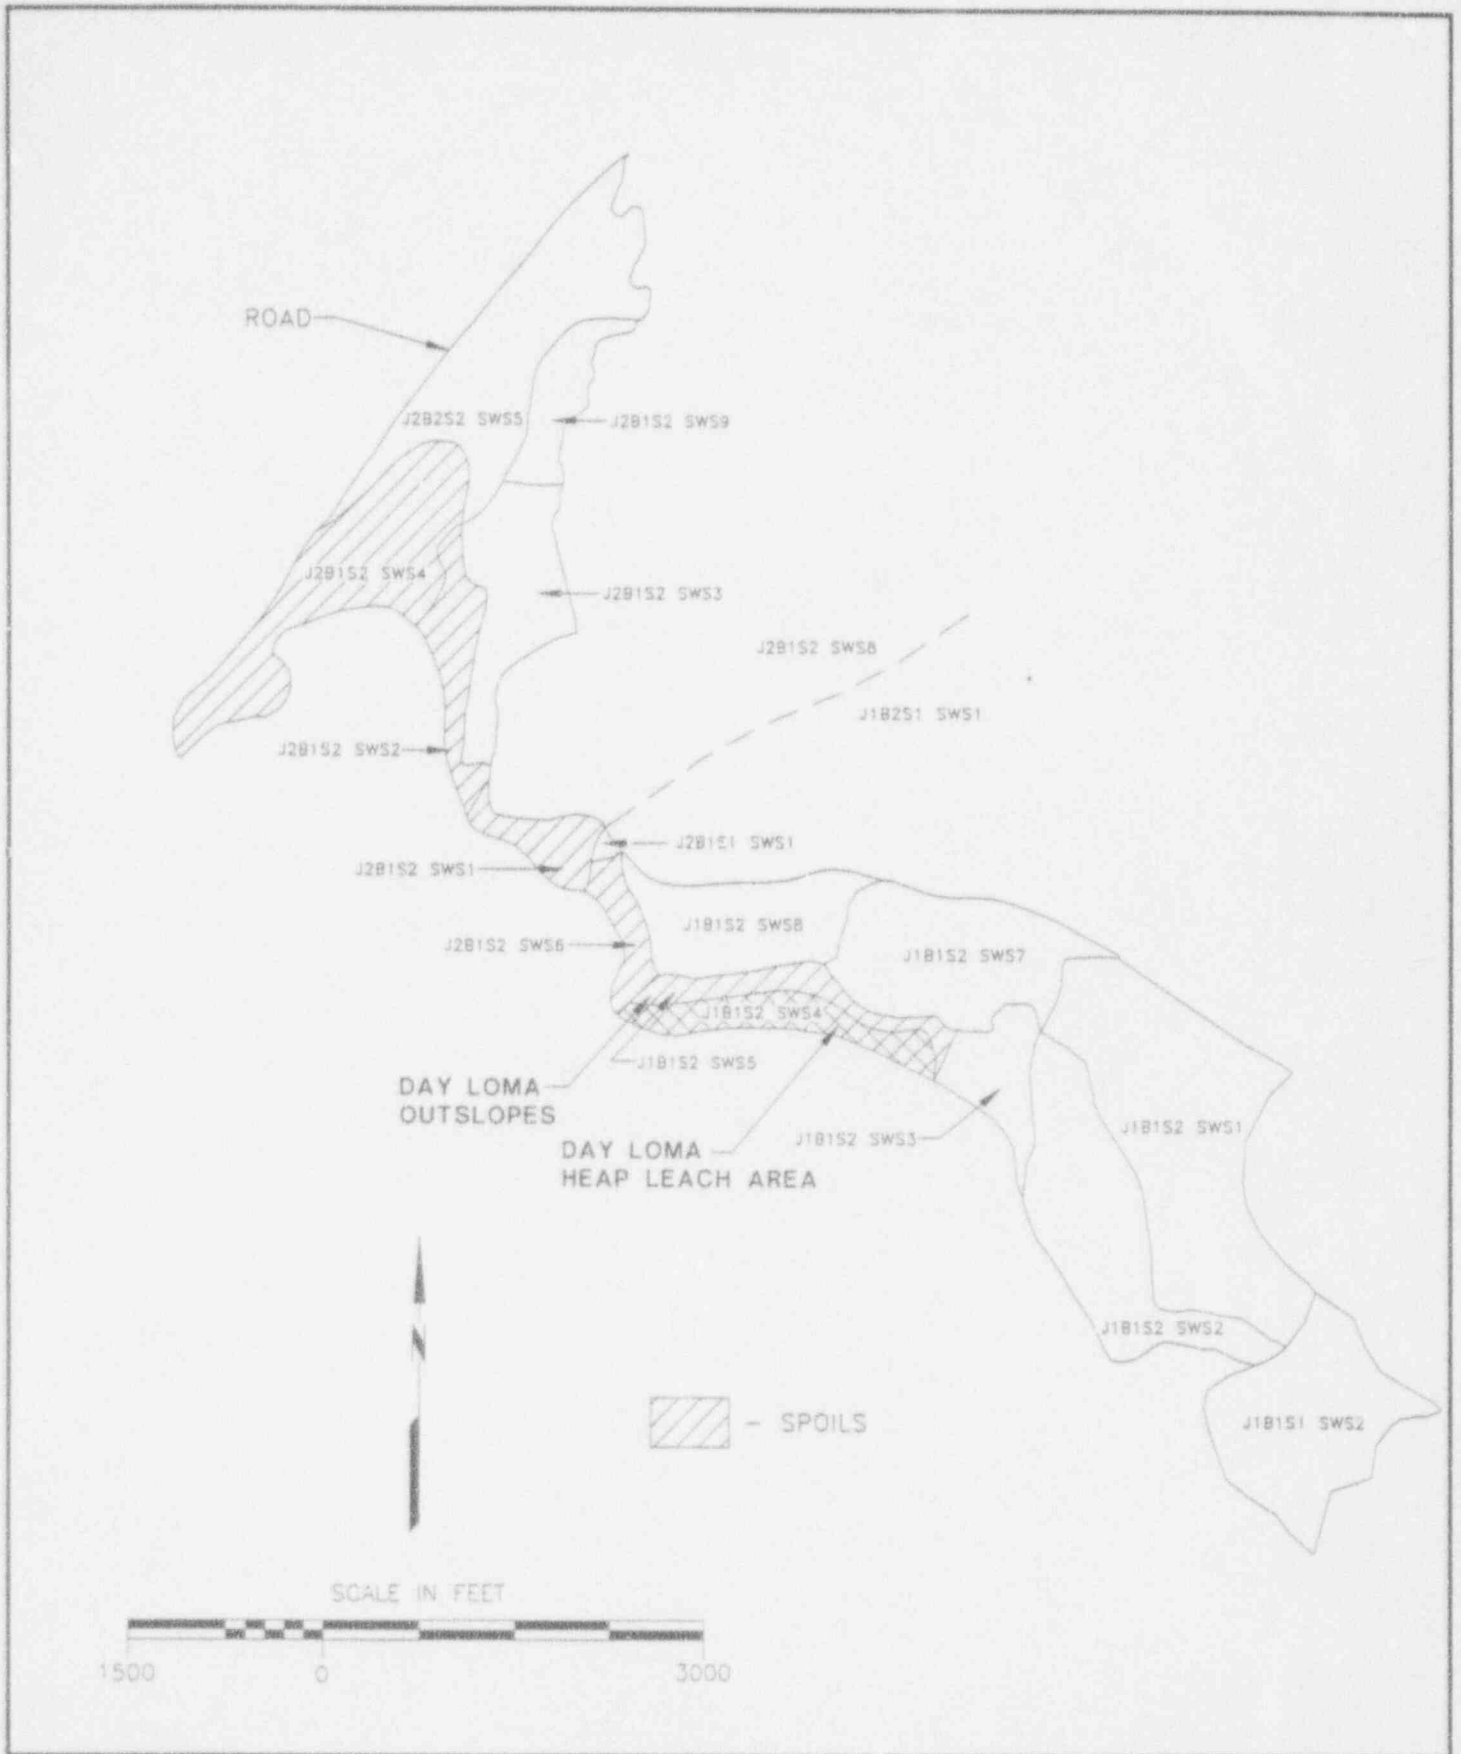 ROAD
J2B2S2 SWS5
J2B1S2 SWS9
J2B1S2 SWS4
J2B1S2 SWS3
J2B1S2 SWS8
J1B2S1 SWS1
J2B1S2 SWS2
J2B1S1 SWS1
J2B1S2 SWS1
J1B1S2 SWS8
J2B1S2 SWS6
J1B1S2 SWS7
J1B1S2 SWS4
J1B1S2 SWS5
DAY LOMA
OUTSLOPES
J1B1S2 SWS1
J1B1S2 SWS3
DAY LOMA
HEAP LEACH AREA
J1B1S2 SWS2
- SPOILS
J1B1S1 SWS2
SCALE IN FEET
1500 0 3000